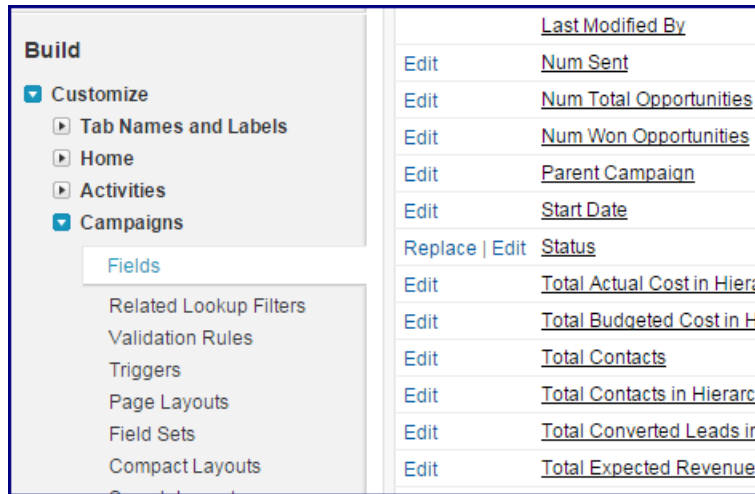 Build
Customize
Tab Names and Labels
Home
Activities
Campaigns
Fields
Related Lookup Filters
Validation Rules
Triggers
Page Layouts
Field Sets
Compact Layouts
Last Modified By
Edit Num Sent
Edit Num Total Opportunities
Edit Num Won Opportunities
Edit Parent Campaign
Edit Start Date
Replace | Edit Status
Edit Total Actual Cost in
Edit Total Budgeted Cost in
Edit Total Contacts
Edit Total Contacts in
Edit Total Converted Leads
Edit Total Expected Revenue